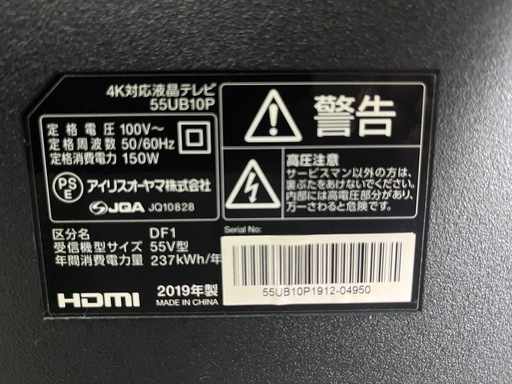 4K対応液晶テレビ
55UB10P
定格電圧 100V～
定格周波数 50/60Hz
定格消費電力 150W
PS
E
アイリスオーヤマ株式会社
JQA JQ10828
区分名 DF1
受信機型サイズ 55V型
年間消費電力量 237kWh/年
HDMI
2019年製
MADE IN CHINA
警告
高圧注意
サービスマン以外の方は、
裏ぶたをあけないでください。
内部には高電圧部分があり、
万一さわると危険です。
Serial No:
55UB10P1912-04950